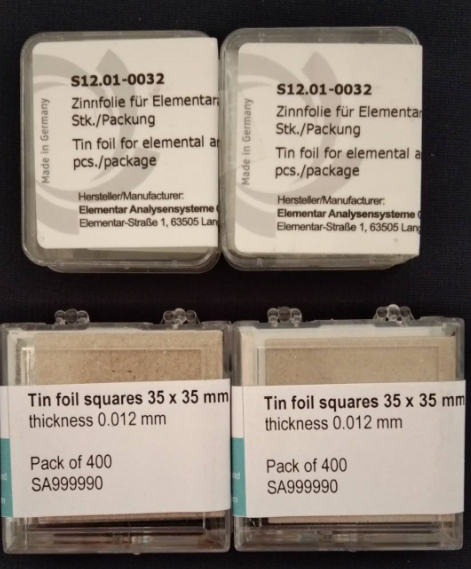 Made in Germany
S12.01-0032
Zinnfolie für Elementar
Stk./Packung
Tin foil for elemental a
pcs./package
Hersteller/Manufacturer:
Elementar Analysensysteme
Elementar-Straße 1, 63505 Lang
Made in Germany
S12.01-0032
Zinnfolie für Elementar
Stk./Packung
Tin foil for elemental a
pcs./package
Hersteller/Manufacturer:
Elementar Analysensysteme G
Elementar-Straße 1, 63505 Lang
Tin foil squares 35 x 35 mm
thickness 0.012 mm
Pack of 400
SA999990
Tin foil squares 35 x 35 mm
thickness 0.012 mm
Pack of 400
SA999990